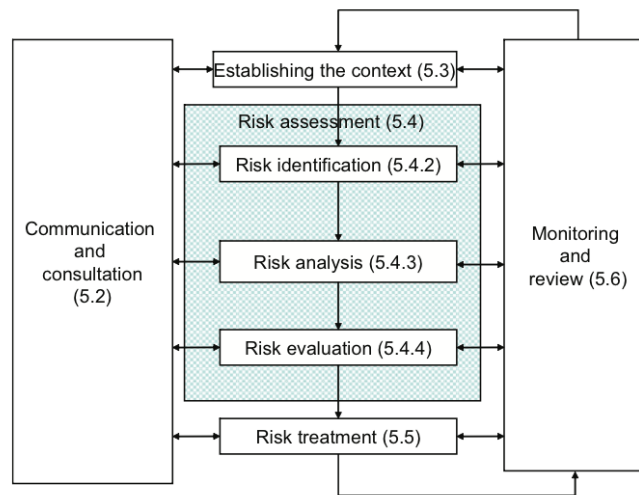 Establishing the context (5.3)
Risk assessment (5.4)
Risk identification (5.4.2)
Communication
and
consultation
(5.2)
Risk analysis (5.4.3)
Monitoring
and
review (5.6)
Risk evaluation (5.4.4)
Risk treatment (5.5)